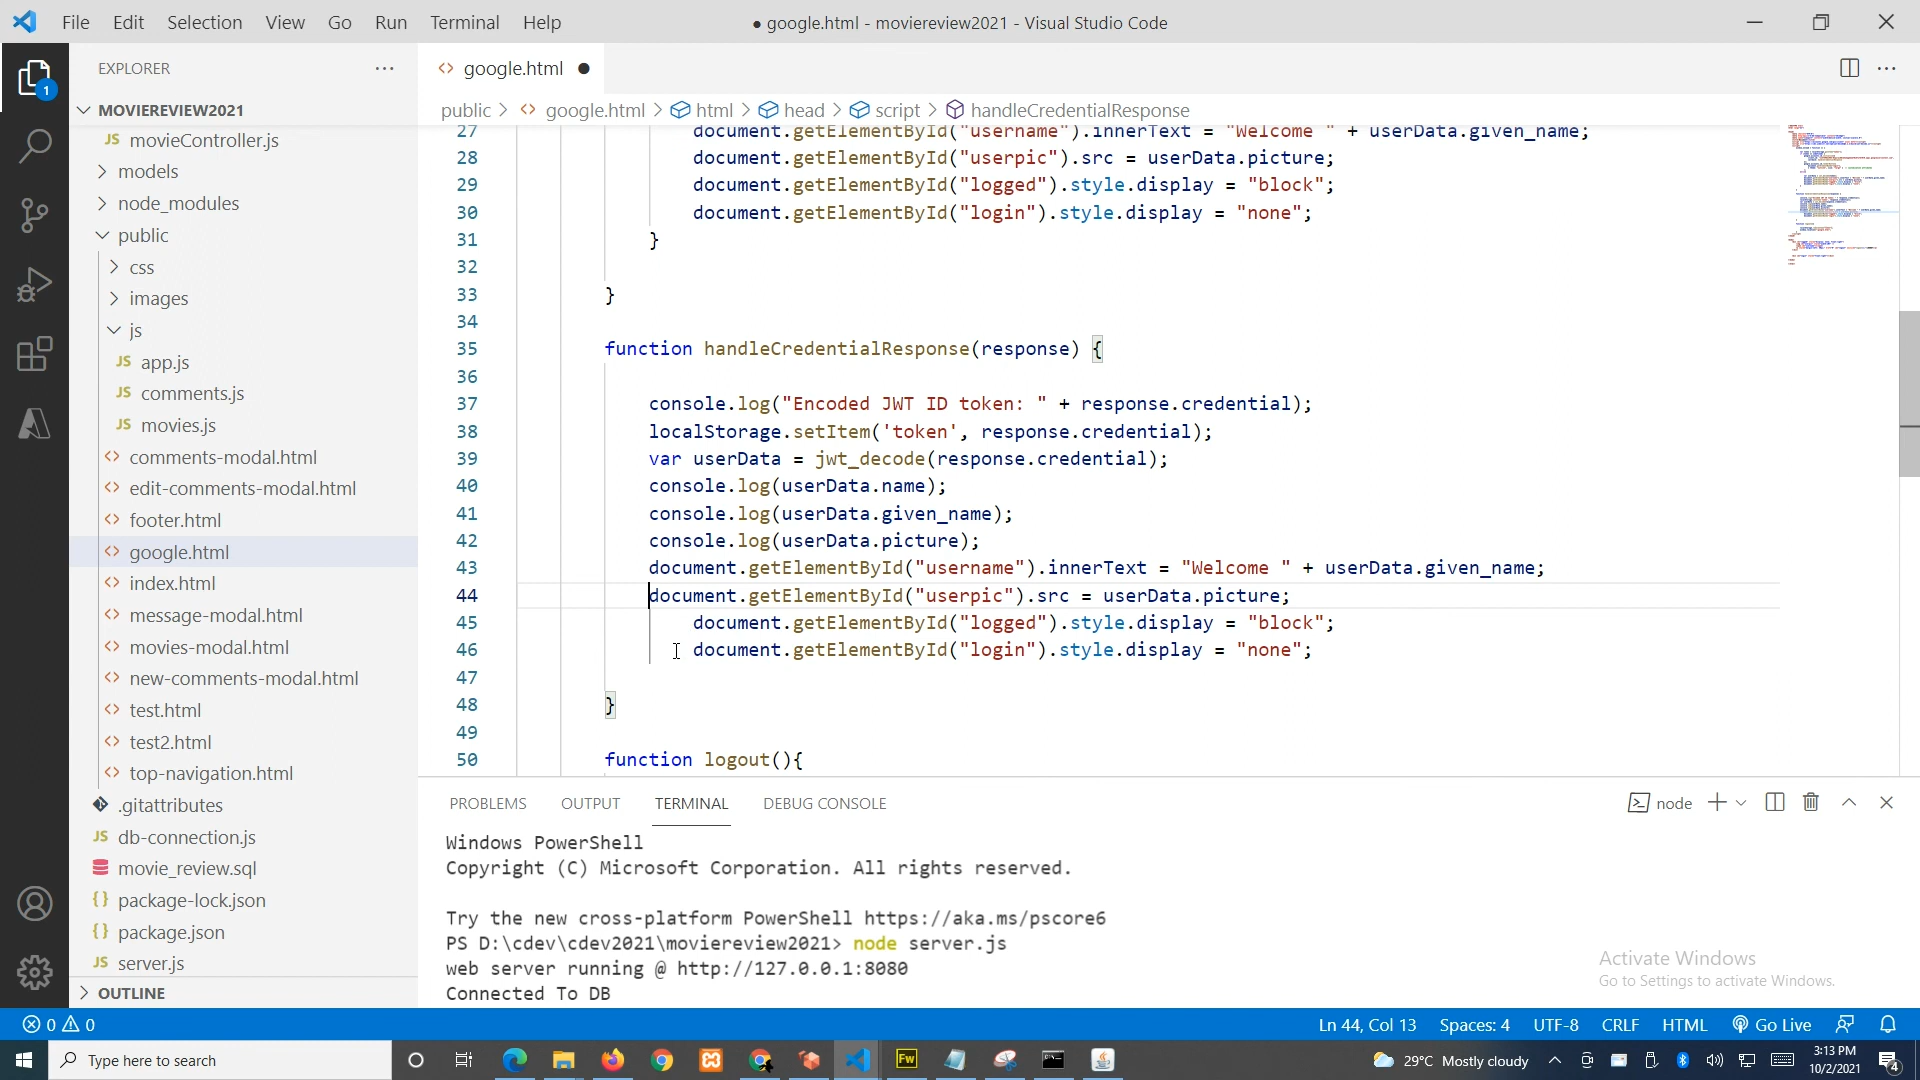 File Edit Selection View Go Run Terminal Help
● google.html - moviereview2021 - Visual Studio Code
EXPLORER
google.html
MOVIEREVIEW2021
public > google.html > html > head > script > handleCredentialResponse
1
JS movieController.js
models
node_modules
public
css
images
js
JS app.js
JS comments.js
JS movies.js
comments-modal.html
edit-comments-modal.html
footer.html
google.html
index.html
message-modal.html
movies-modal.html
new-comments-modal.html
test.html
test2.html
top-navigation.html
.gitattributes
JS db-connection.js
movie_review.sql
{} package-lock.json
{} package.json
JS server.js
OUTLINE
27 document.getElementById("username").innerText = "Welcome " + userData.given_name;
28 document.getElementById("userpic").src = userData.picture;
29 document.getElementById("logged").style.display = "block";
30 document.getElementById("login").style.display = "none";
31 }
32
33 }
34
35 function handleCredentialResponse(response) {
36
37 console.log("Encoded JWT ID token: " + response.credential);
38 localStorage.setItem('token', response.credential);
39 var userData = jwt_decode(response.credential);
40 console.log(userData.name);
41 console.log(userData.given_name);
42 console.log(userData.picture);
43 document.getElementById("username").innerText = "Welcome " + userData.given_name;
44 document.getElementById("userpic").src = userData.picture;
45 document.getElementById("logged").style.display = "block";
46 document.getElementById("login").style.display = "none";
47
48 }
49
50 function logout(){
PROBLEMS OUTPUT TERMINAL DEBUG CONSOLE
node
Windows PowerShell
Copyright (C) Microsoft Corporation. All rights reserved.
Try the new cross-platform PowerShell https://aka.ms/pscore6
PS D:\cdev\cdev2021\moviereview2021> node server.js
web server running @ http://127.0.0.1:8080
Connected To DB
Activate Windows
Go to Settings to activate Windows.
0 0
Ln 44, Col 13 Spaces: 4 UTF-8 CRLF HTML Go Live
Type here to search
Fw
29°C Mostly cloudy
3:13 PM
10/2/2021
4